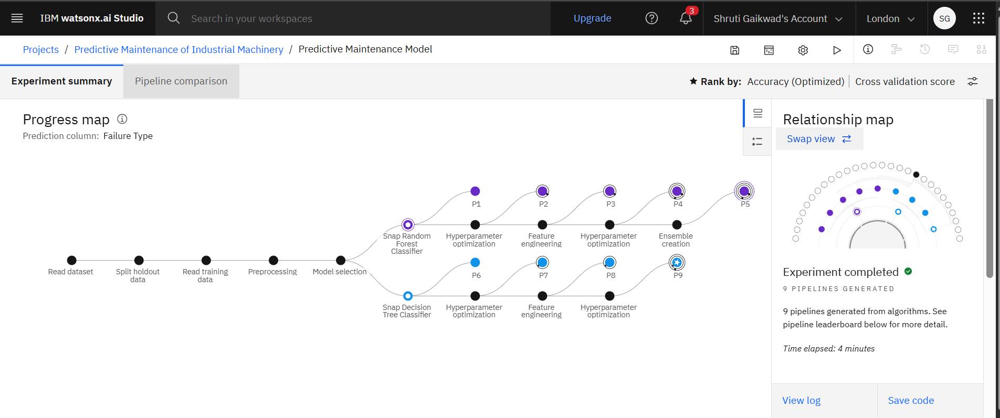 IBM watsonx.ai Studio
Search in your workspaces
Upgrade
3
Shruti Gaikwad's Account
London
SG
Projects / Predictive Maintenance of Industrial Machinery / Predictive Maintenance Model
Experiment summary
Pipeline comparison
Rank by: Accuracy (Optimized) | Cross validation score
Progress map
Prediction column: Failure Type
P1
P2
P3
P4
P5
Snap Random
Forest
Classifier
Hyperparameter
optimization
Feature
engineering
Hyperparameter
optimization
Ensemble
creation
Read dataset
Split holdout
data
Read training
data
Preprocessing
Model selection
P6
P7
P8
P9
Snap Decision
Tree Classifier
Hyperparameter
optimization
Feature
engineering
Hyperparameter
optimization
Relationship map
Swap view
Experiment completed
9 PIPELINES GENERATED
9 pipelines generated from algorithms. See
pipeline leaderboard below for more detail.
Time elapsed: 4 minutes
View log
Save code